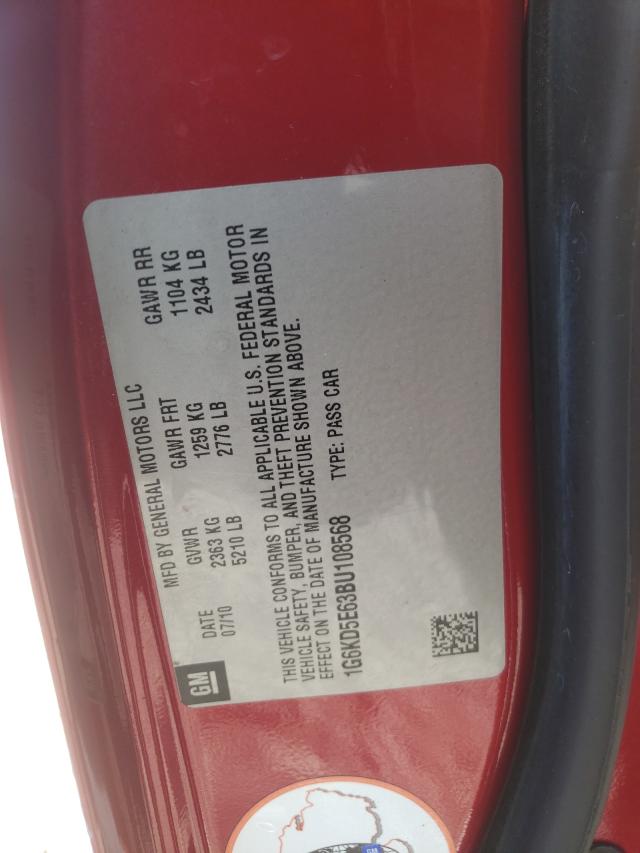 GM
MFD BY GENERAL MOTORS LLC
DATE GVWR GAWR FRT GAWR RR
07/10 2363 KG 1259 KG 1104 KG
5210 LB 2776 LB 2434 LB
THIS VEHICLE CONFORMS TO ALL APPLICABLE U.S. FEDERAL MOTOR
VEHICLE SAFETY, BUMPER, AND THEFT PREVENTION STANDARDS IN
EFFECT ON THE DATE OF MANUFACTURE SHOWN ABOVE.
1G6KD5E63BU108568 TYPE: PASS CAR